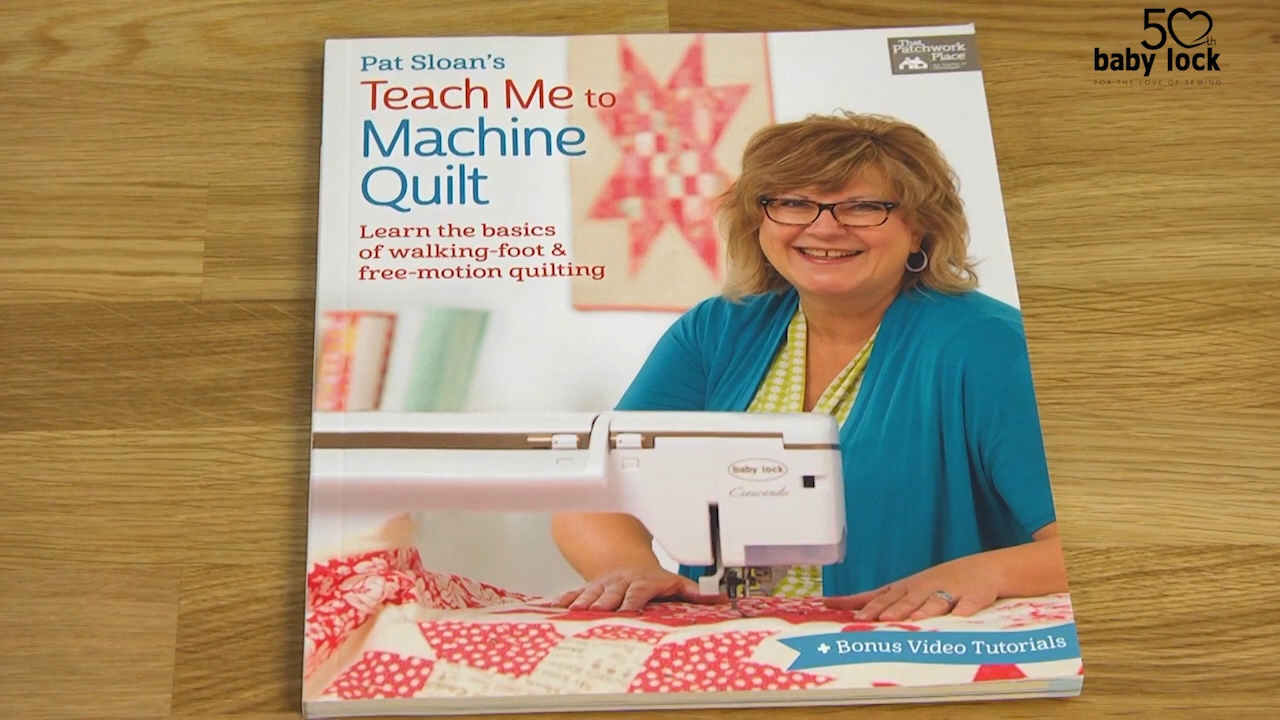 50th
baby lock
FOR THE LOVE OF SEWING
That
Patchwork
Place
Pat Sloan's
Teach Me to
Machine
Quilt
Learn the basics
of walking-foot &
free-motion quilting
baby lock
Crescendo
+ Bonus Video Tutorials